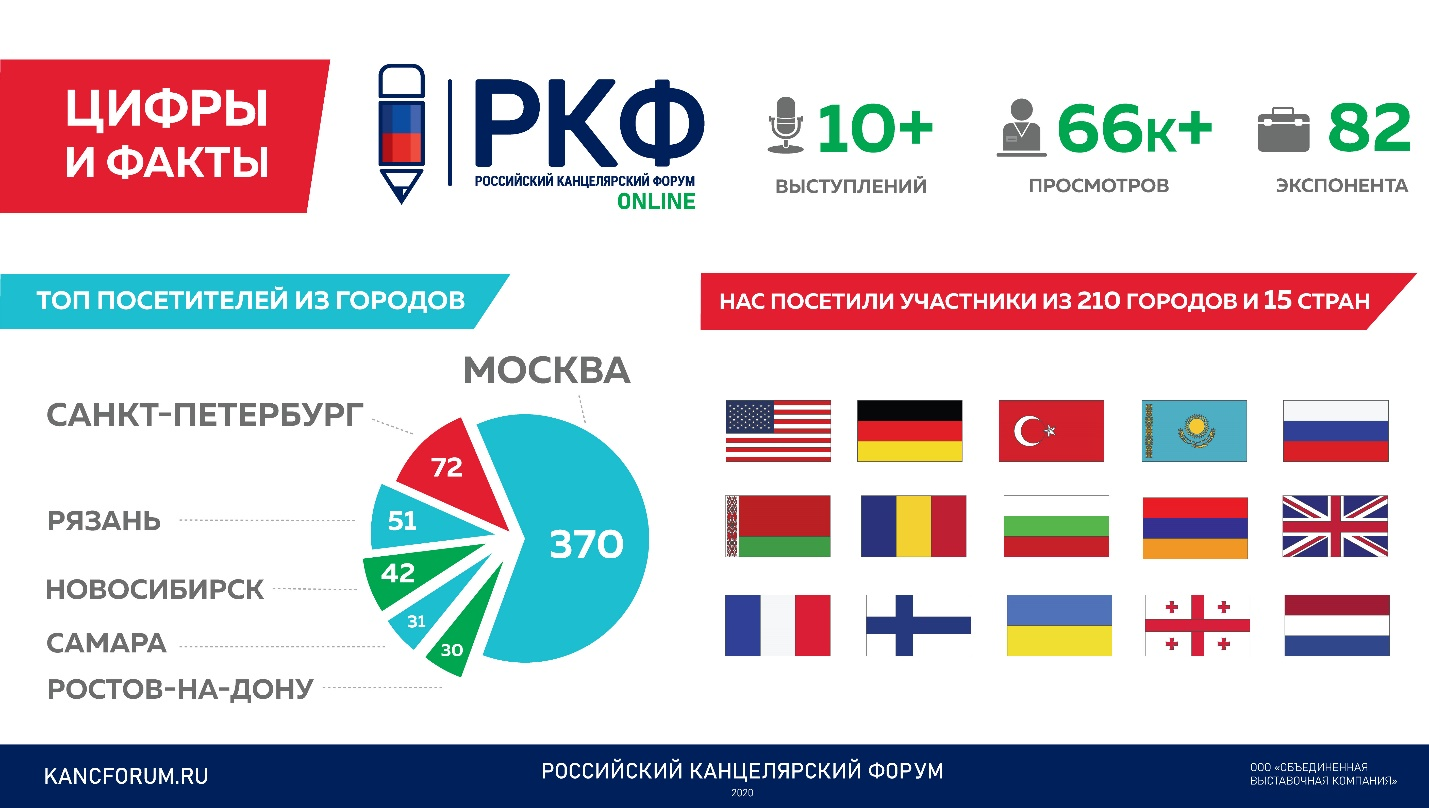 ЦИФРЫ
И ФАКТЫ
РКФ
РОССИЙСКИЙ КАНЦЕЛЯРСКИЙ ФОРУМ
ONLINE
10+
ВЫСТУПЛЕНИЙ
66К+
ПРОСМОТРОВ
82
ЭКСПОНЕНТА
ТОП ПОСЕТИТЕЛЕЙ ИЗ ГОРОДОВ
МОСКВА
370
САНКТ-ПЕТЕРБУРГ
72
РЯЗАНЬ
51
НОВОСИБИРСК
42
САМАРА
31
РОСТОВ-НА-ДОНУ
30
НАС ПОСЕТИЛИ УЧАСТНИКИ ИЗ 210 ГОРОДОВ И 15 СТРАН
KANCFORUM.RU
РОССИЙСКИЙ КАНЦЕЛЯРСКИЙ ФОРУМ
2020
ООО «ОБЪЕДИНЕННАЯ
ВЫСТАВОЧНАЯ КОМПАНИЯ»